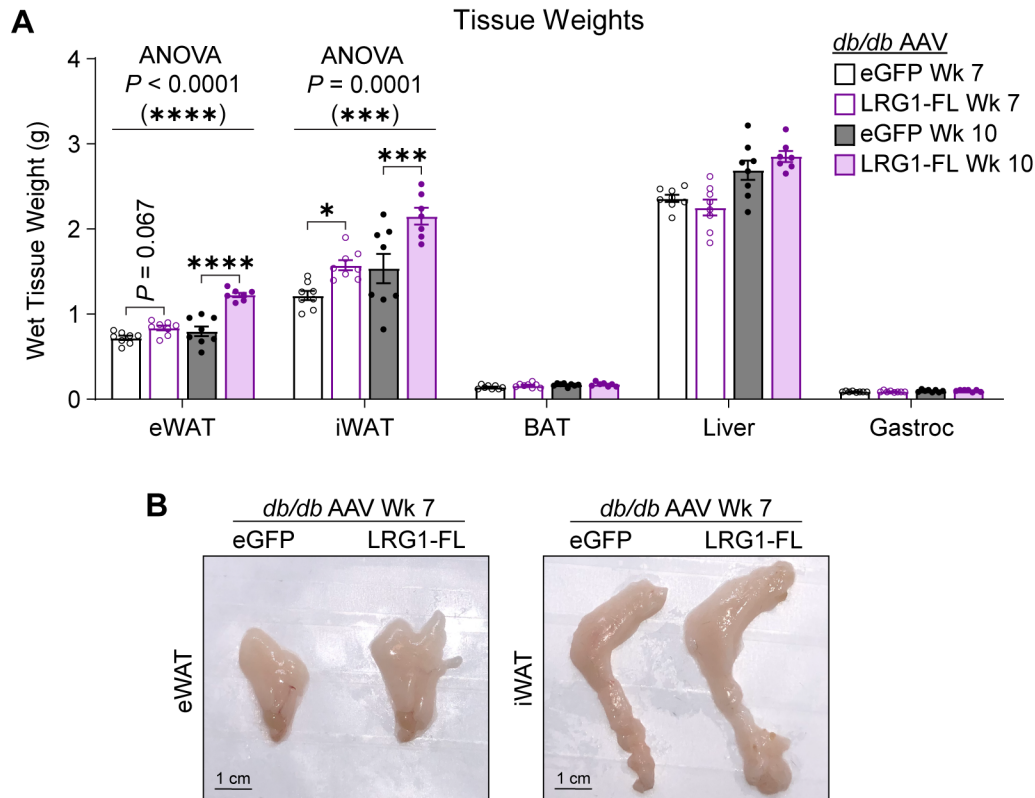 A
Tissue Weights
Wet Tissue Weight (g)
4
3
2
1
0
ANOVA
P < 0.0001
(****)
ANOVA
P = 0.0001
(***)
P = 0.067
****
*
***
db/db AAV
eGFP Wk 7
LRG1-FL Wk 7
eGFP Wk 10
LRG1-FL Wk 10
eWAT iWAT BAT Liver Gastroc
B
db/db AAV Wk 7
eGFP LRG1-FL
eWAT
1 cm
db/db AAV Wk 7
eGFP LRG1-FL
iWAT
1 cm